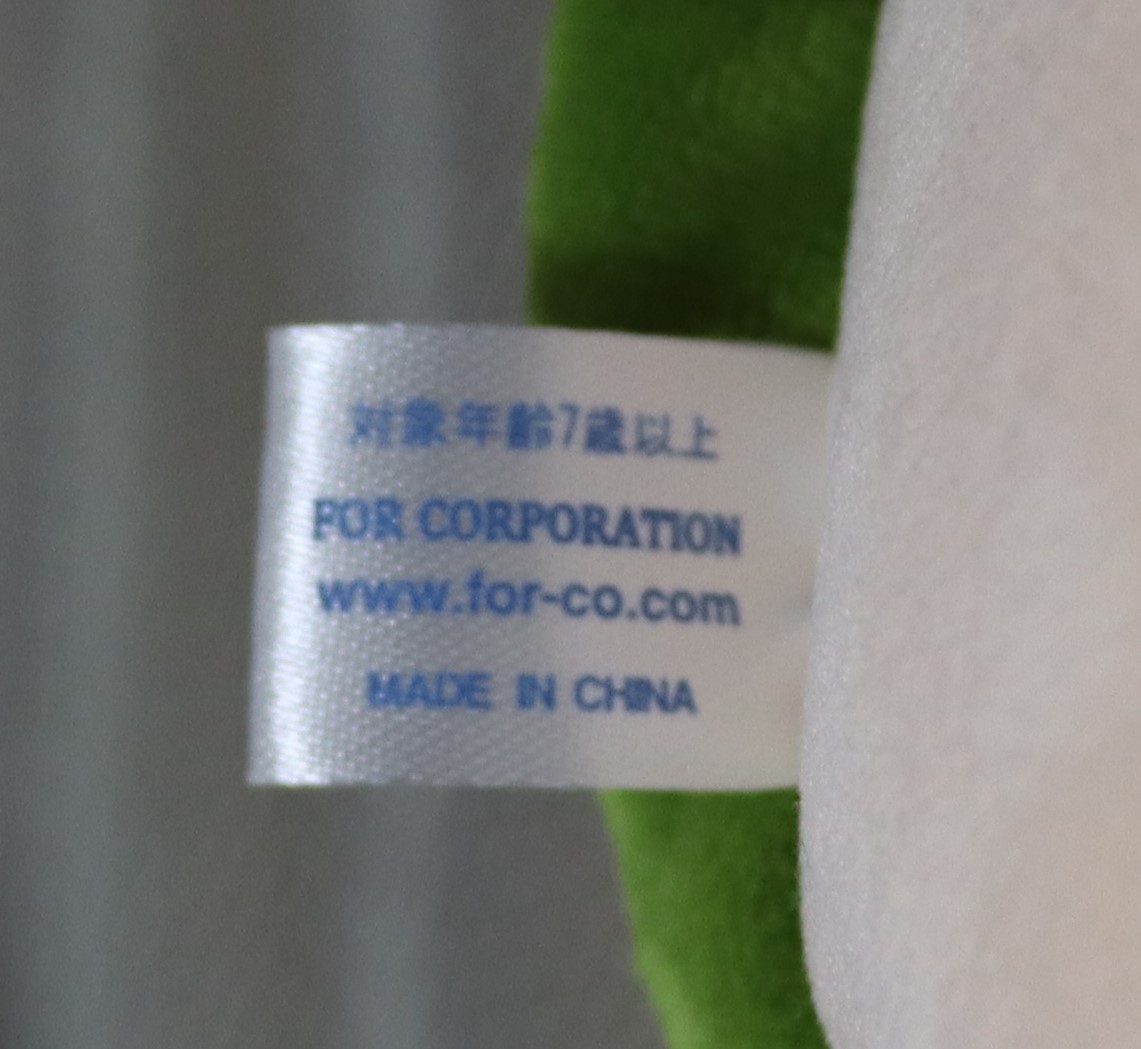 対象年齢7歳以上
FOR CORPORATION
www.for-co.com
MADE IN CHINA